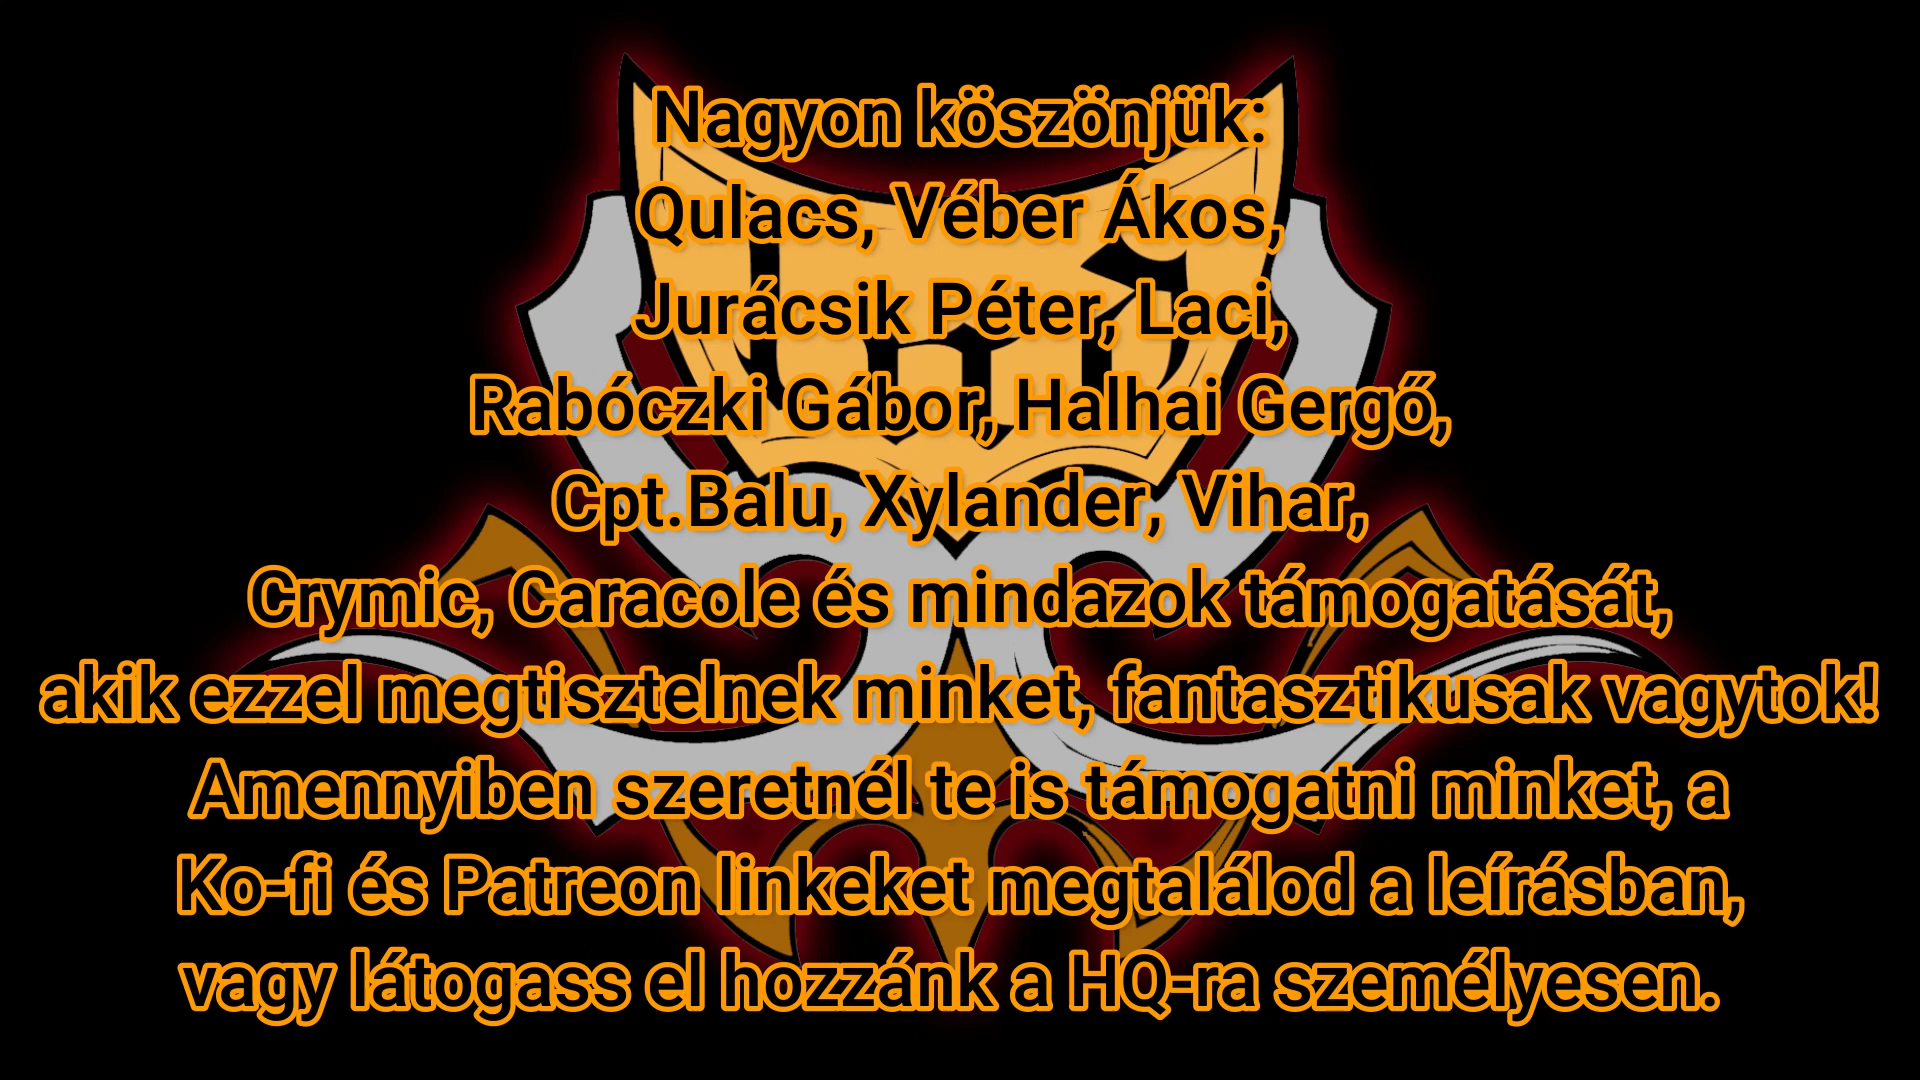 Nagyon köszönjük:
Qulacs, Véber Ákos,
Jurácsik Péter, Laci,
Rabóczki Gábor, Halhai Gergő,
Cpt.Balu, Xylander, Vihar,
Crymic, Caracole és mindazok támogatását,
akik ezzel megtisztelnek minket, fantasztikusak vagytok!
Amennyiben szeretnél te is támogatni minket, a
Ko-fi és Patreon linkeket megtalálod a leírásban,
vagy látogass el hozzánk a HQ-ra személyesen.